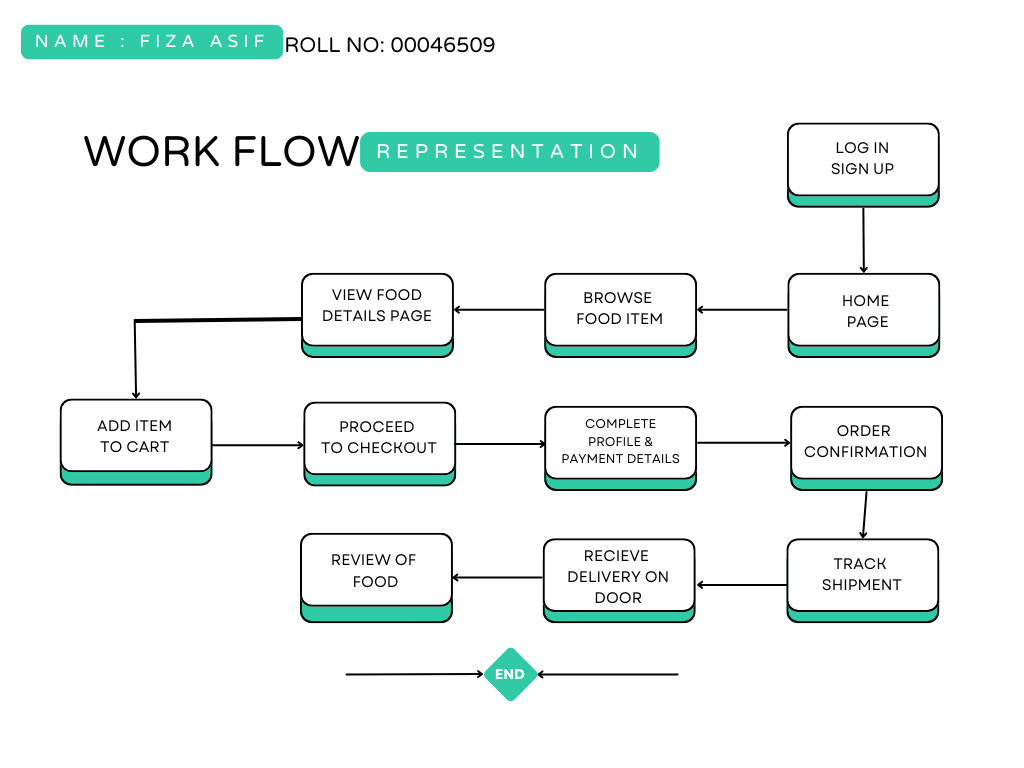 NAME : FIZA ASIF ROLL NO: 00046509
WORK FLOW REPRESENTATION
LOG IN
SIGN UP
HOME
PAGE
BROWSE
FOOD ITEM
VIEW FOOD
DETAILS PAGE
ADD ITEM
TO CART
PROCEED
TO CHECKOUT
COMPLETE
PROFILE &
PAYMENT DETAILS
ORDER
CONFIRMATION
TRACK
SHIPMENT
RECIEVE
DELIVERY ON
DOOR
REVIEW OF
FOOD
END